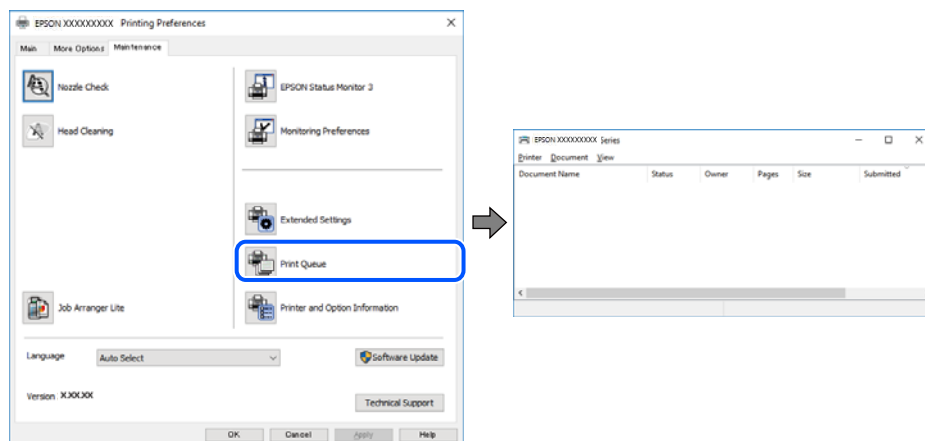 EPSON XXXXXXXXX Printing Preferences
Main More Options Maintenance
Nozzle Check
Head Cleaning
Job Arranger Lite
EPSON Status Monitor 3
Monitoring Preferences
Extended Settings
Print Queue
Printer and Option Information
Language Auto Select Software Update
Version X.XX.XX
Technical Support
OK Cancel Apply Help
EPSON XXXXXXXXX Series
Printer Document View
Document Name Status Owner Pages Size Submitted